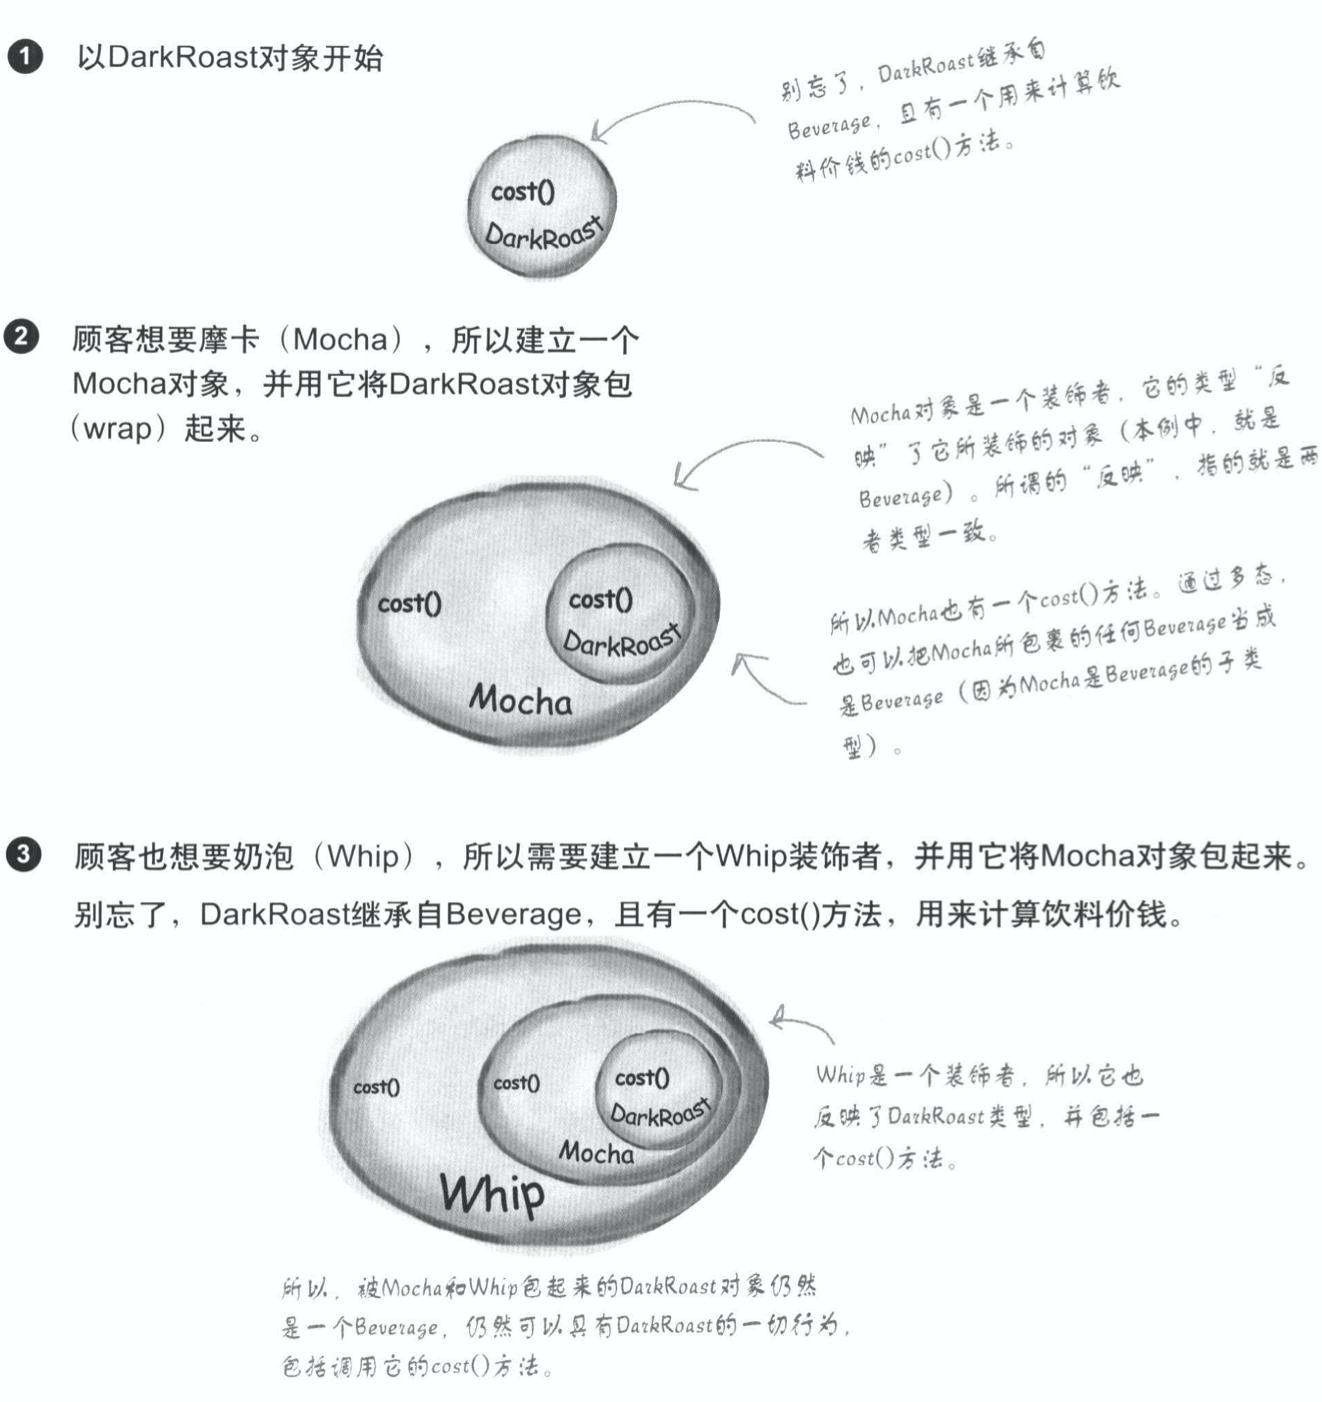 1 以DarkRoast对象开始
别忘了，DarkRoast继承自
Beverage，且有一个用来计算饮
料价钱的cost()方法。
cost()
DarkRoast
2 顾客想要摩卡（Mocha），所以建立一个
Mocha对象，并用它将DarkRoast对象包
（wrap）起来。
Mocha对象是一个装饰者，它的类型“反
映”了它所装饰的对象（本例中，就是
Beverage）。所谓的“反映”，指的就是两
者类型一致。
cost()
cost()
DarkRoast
Mocha
所以Mocha也有一个cost()方法。通过多态，
也可以把Mocha所包裹的任何Beverage当成
是Beverage（因为Mocha是Beverage的子类
型）。
3 顾客也想要奶泡（Whip），所以需要建立一个Whip装饰者，并用它将Mocha对象包起来。
别忘了，DarkRoast继承自Beverage，且有一个cost()方法，用来计算饮料价钱。
cost()
cost()
cost()
DarkRoast
Mocha
Whip
Whip是一个装饰者，所以它也
反映了DarkRoast类型，并包括一
个cost()方法。
所以，被Mocha和Whip包起来的DarkRoast对象仍然
是一个Beverage，仍然可以具有DarkRoast的一切行为，
包括调用它的cost()方法。